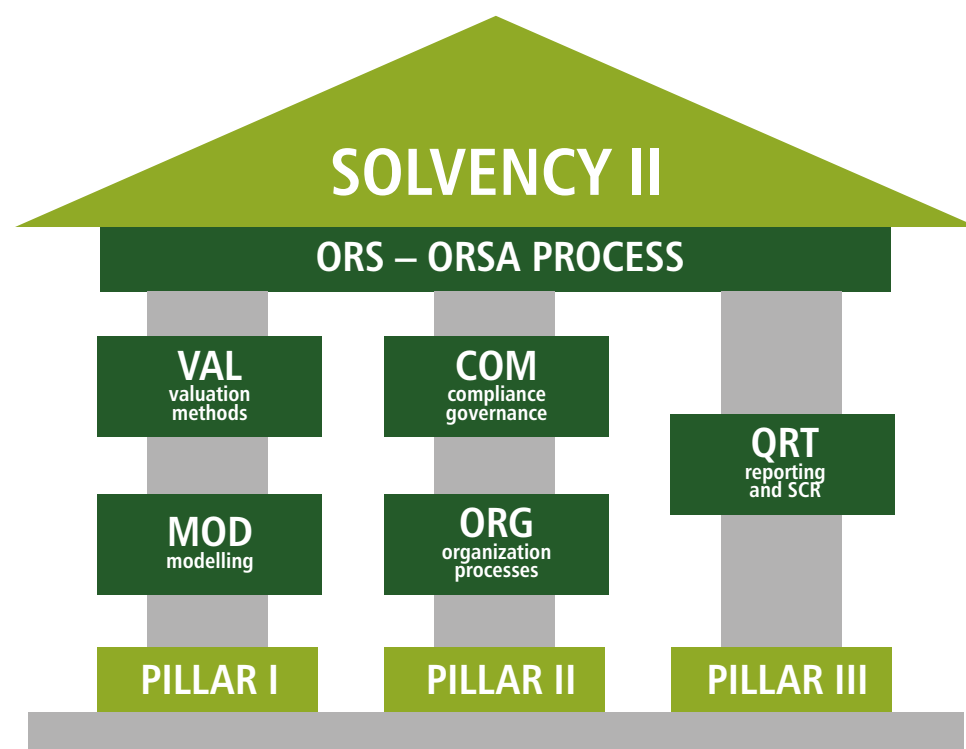 SOLVENCY II
ORS – ORSA PROCESS
VAL
valuation
methods
COM
compliance
governance
QRT
reporting
and SCR
MOD
modelling
ORG
organization
processes
PILLAR I
PILLAR II
PILLAR III